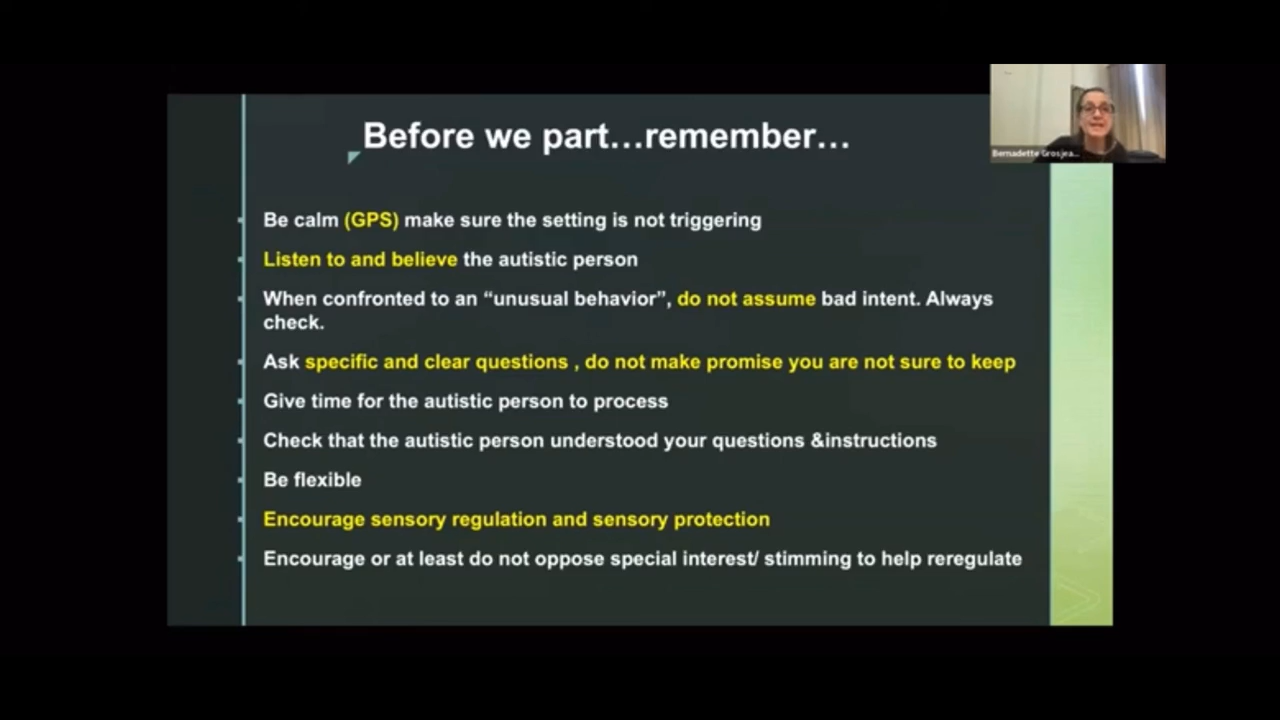 Before we part...remember...
Bernadette Grosjea...
Be calm (GPS) make sure the setting is not triggering
Listen to and believe the autistic person
When confronted to an “unusual behavior”, do not assume bad intent. Always
check.
Ask specific and clear questions , do not make promise you are not sure to keep
Give time for the autistic person to process
Check that the autistic person understood your questions &instructions
Be flexible
Encourage sensory regulation and sensory protection
Encourage or at least do not oppose special interest/ stimming to help reregulate